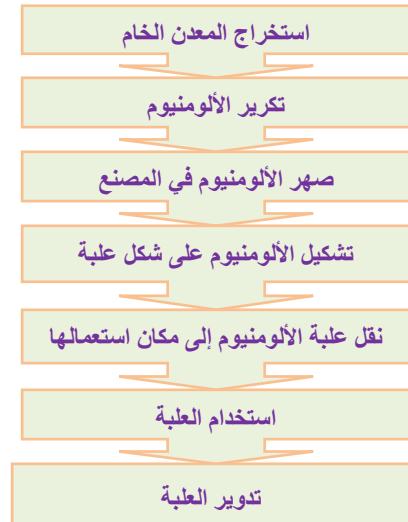 استخراج المعدن الخام
تكرير الألومنيوم
صهر الألومنيوم في المصنع
تشكيل الألومنيوم على شكل علبة
نقل علبة الألومنيوم إلى مكان استعمالها
استخدام العلبة
تدوير العلبة